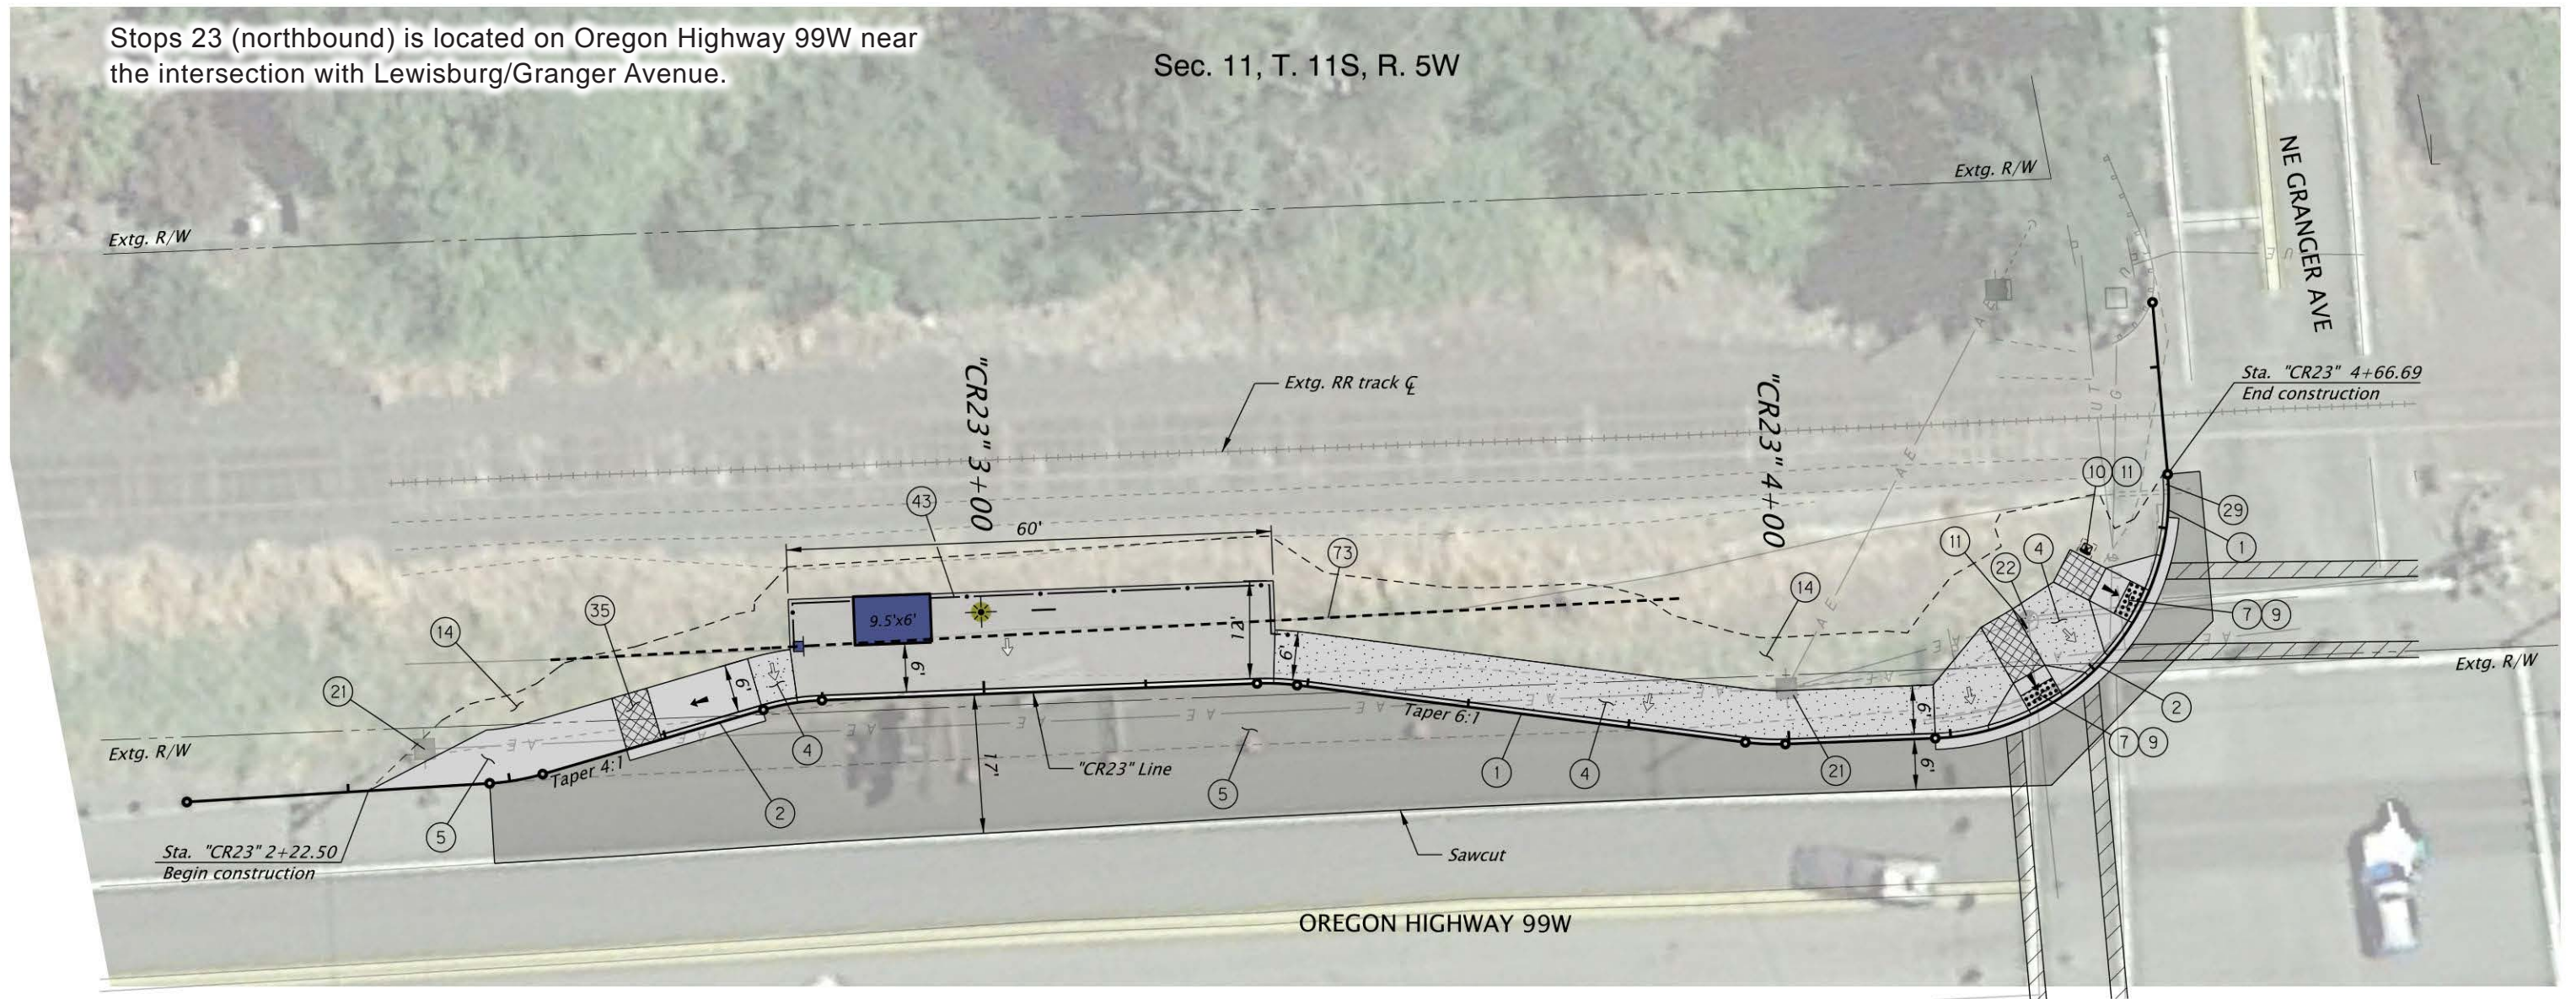 Stops 23 (northbound) is located on Oregon Highway 99W near
the intersection with Lewisburg/Granger Avenue.
Sec. 11, T. 11S, R. 5W
NE GRANGER AVE
Extg. R/W
Extg. R/W
"CR23" 3+00
"CR23" 4+00
Extg. RR track ℄
Sta. "CR23" 4+66.69
End construction
10 11
29
1
43
60'
73
11
22
4
14
7 9
35
14
9.5'x6'
12'
6'
6'
6'
21
Extg. R/W
Extg. R/W
4
Taper 6:1
6'
2
7 9
Taper 4:1
2
17'
"CR23" Line
5
1
4
21
6'
5
Sta. "CR23" 2+22.50
Begin construction
Sawcut
OREGON HIGHWAY 99W